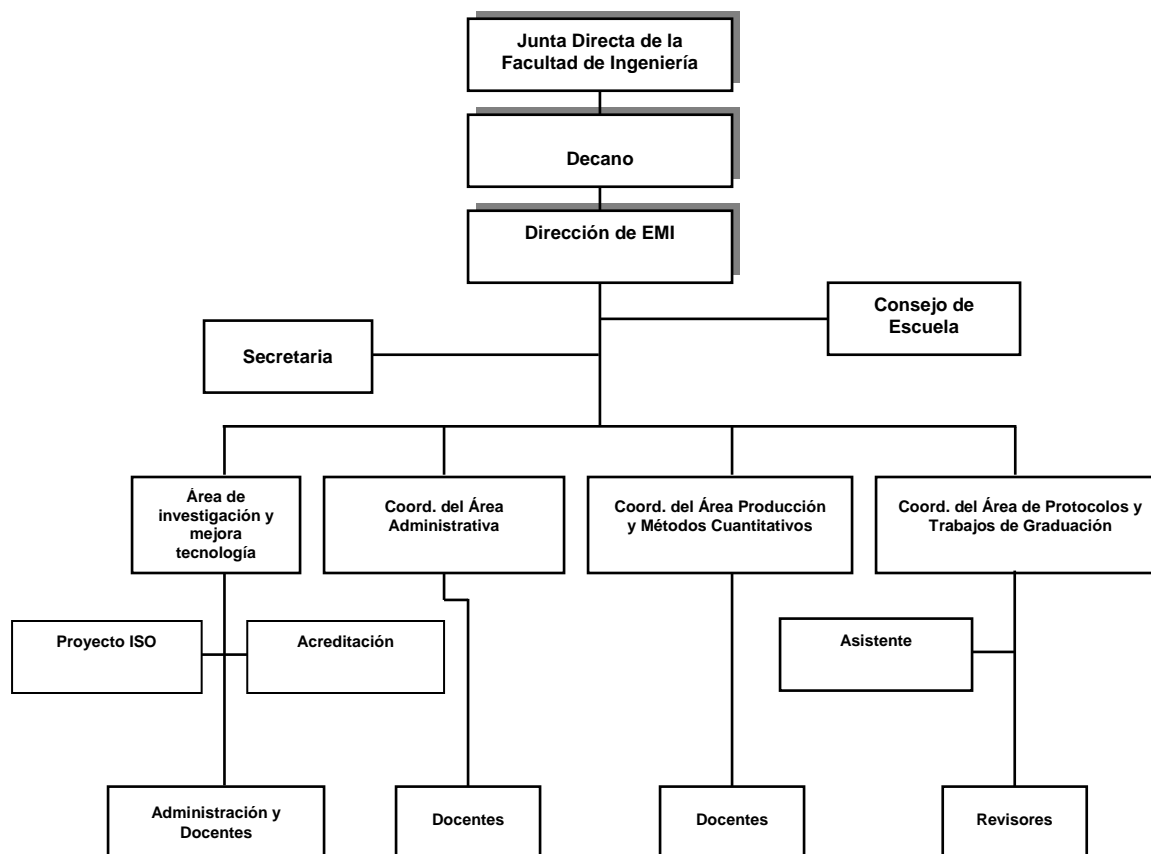 Junta Directa de la
Facultad de Ingeniería
Decano
Dirección de EMI
Consejo de
Escuela
Secretaria
Área de
investigación y
mejora
tecnología
Coord. del Área
Administrativa
Coord. del Área Producción
y Métodos Cuantitativos
Coord. del Área de Protocolos y
Trabajos de Graduación
Proyecto ISO
Acreditación
Asistente
Administración y
Docentes
Docentes
Docentes
Revisores